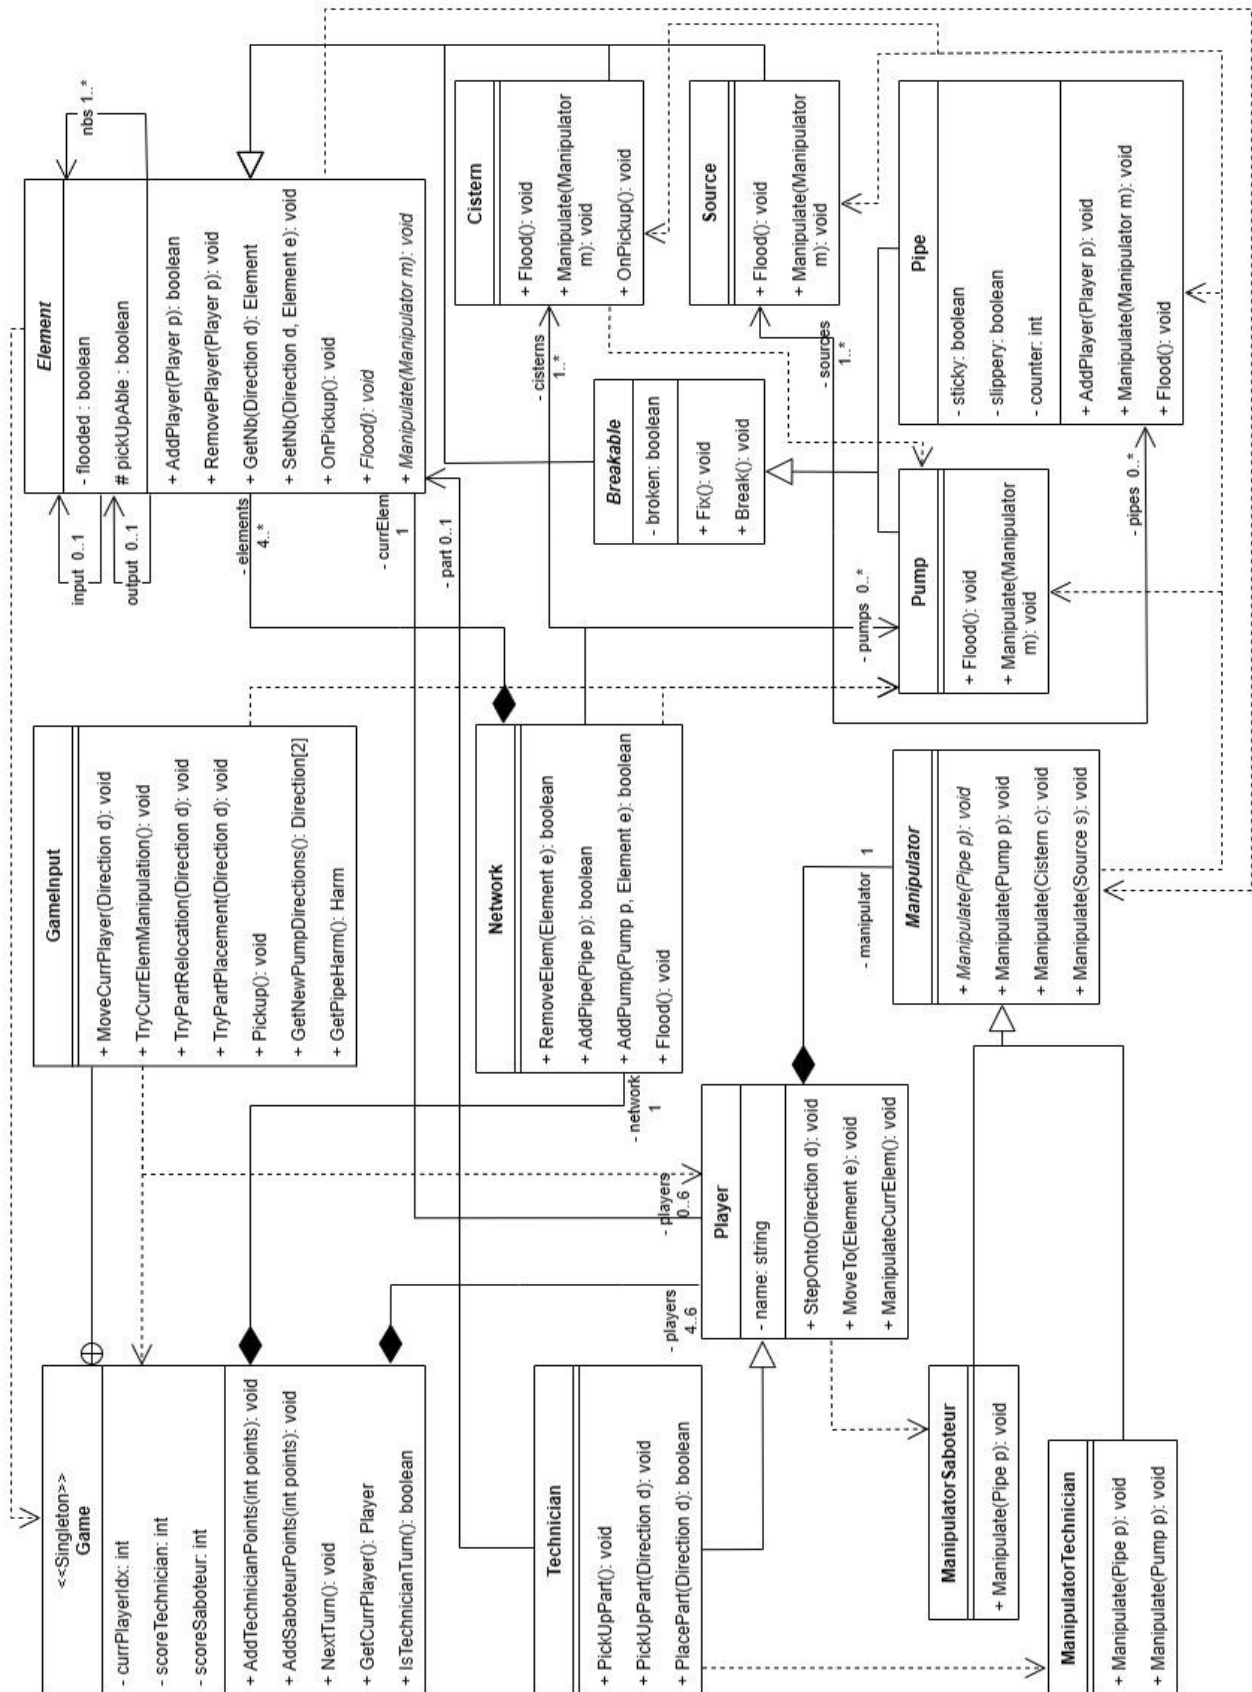 <<Singleton>>
Game
- currPlayerIdx: int
- scoreTechnician: int
- scoreSaboteur: int
+ AddTechnicianPoints(int points): void
+ AddSaboteurPoints(int points): void
+ NextTurn(): void
+ GetCurrPlayer(): Player
+ IsTechnicianTurn(): boolean
GameInput
+ MoveCurrPlayer(Direction d): void
+ TryCurrElemManipulation(): void
+ TryPartRelocation(Direction d): void
+ TryPartPlacement(Direction d): void
+ Pickup(): void
+ GetNewPumpDirections(): Direction[2]
+ GetPipeHarm(): Harm
input 0..1
output 0..1
Element
- flooded : boolean
# pickUpAble : boolean
+ AddPlayer(Player p): boolean
+ RemovePlayer(Player p): void
+ GetNb(Direction d): Element
+ SetNb(Direction d, Element e): void
+ OnPickup(): void
+ Flood(): void
+ Manipulate(Manipulator m): void
nbs 1..*
- elements
4..*
- currElem
1
- part 0..1
Technician
+ PickUpPart(): void
+ PickUpPart(Direction d): void
+ PlacePart(Direction d): boolean
- players
4..6
- players
0..6
- network
1
Network
+ RemoveElem(Element e): boolean
+ AddPipe(Pipe p): boolean
+ AddPump(Pump p, Element e): boolean
+ Flood(): void
- cisterns
1..*
Cistern
+ Flood(): void
+ Manipulate(Manipulator
m): void
+ OnPickup(): void
Breakable
- broken: boolean
+ Fix(): void
+ Break(): void
- sources
1..*
Source
+ Flood(): void
+ Manipulate(Manipulator
m): void
Player
- name: string
+ StepOnto(Direction d): void
+ MoveTo(Element e): void
+ ManipulateCurrElem(): void
- manipulator 1
- pumps 0..*
Pump
+ Flood(): void
+ Manipulate(Manipulator
m): void
- pipes 0..*
Pipe
- sticky: boolean
- slippery: boolean
- counter: int
+ AddPlayer(Player p): void
+ Manipulate(Manipulator m): void
+ Flood(): void
Manipulator
+ Manipulate(Pipe p): void
+ Manipulate(Pump p): void
+ Manipulate(Cistern c): void
+ Manipulate(Source s): void
ManipulatorSaboteur
+ Manipulate(Pipe p): void
ManipulatorTechnician
+ Manipulate(Pipe p): void
+ Manipulate(Pump p): void